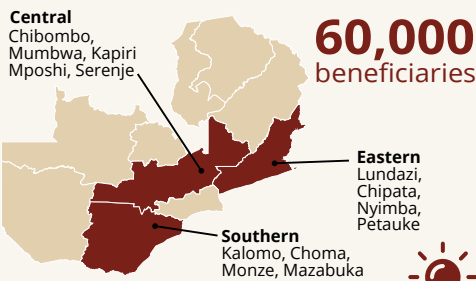 Central
Chibombo,
Mumbwa, Kapiri
Mposhi, Serenje
60,000
beneficiaries
Eastern
Lundazi,
Chipata,
Nyimba,
Petauke
Southern
Kalomo, Choma,
Monze, Mazabuka